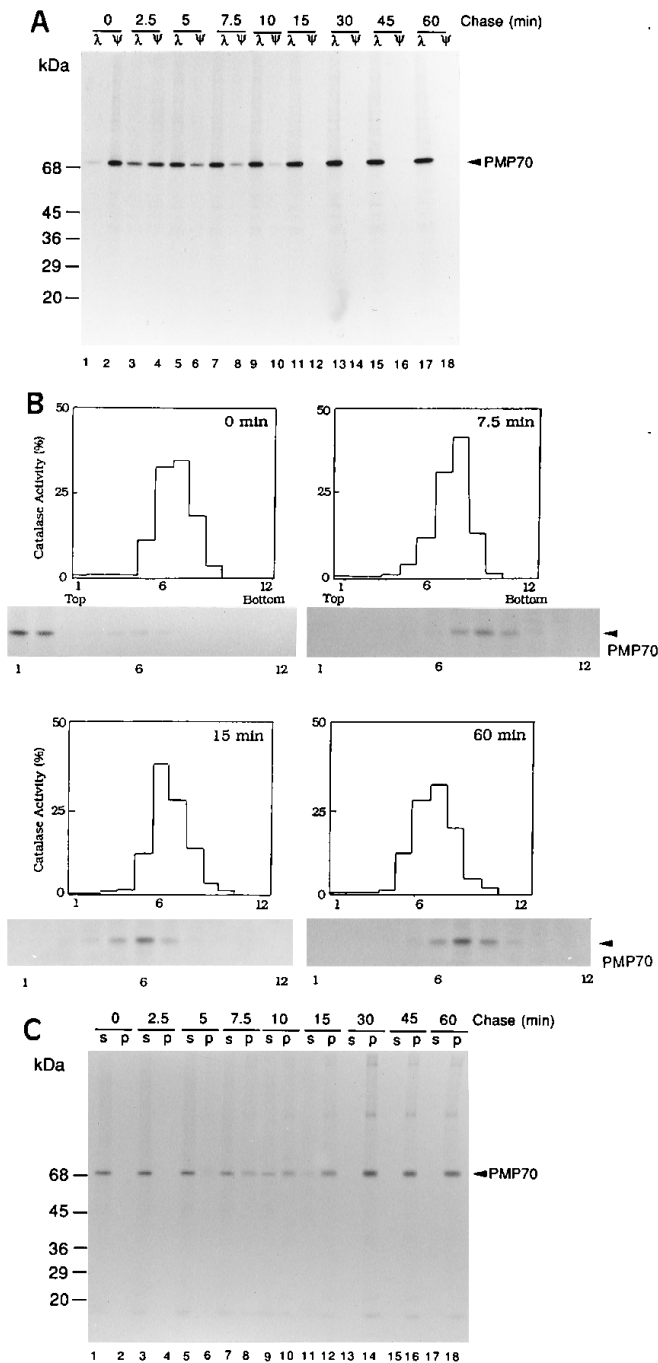 A
0 2.5 5 7.5 10 15 30 45 60 Chase (min)
λ Ψ λ Ψ λ Ψ λ Ψ λ Ψ λ Ψ λ Ψ λ Ψ λ Ψ
kDa
68
PMP70
45
36
29
20
1 2 3 4 5 6 7 8 9 10 11 12 13 14 15 16 17 18
B
50
0 min
Catalase Activity (%)
25
0
1 6 12
Top Bottom
1 6 12
50
7.5 min
25
0
1 6 12
Top Bottom
PMP70
1 6 12
50
15 min
Catalase Activity (%)
25
0
1 6 12
1 6 12
50
60 min
25
0
1 6 12
PMP70
1 6 12
C
0 2.5 5 7.5 10 15 30 45 60 Chase (min)
s p s p s p s p s p s p s p s p s p
kDa
68
PMP70
45
36
29
20
1 2 3 4 5 6 7 8 9 10 11 12 13 14 15 16 17 18